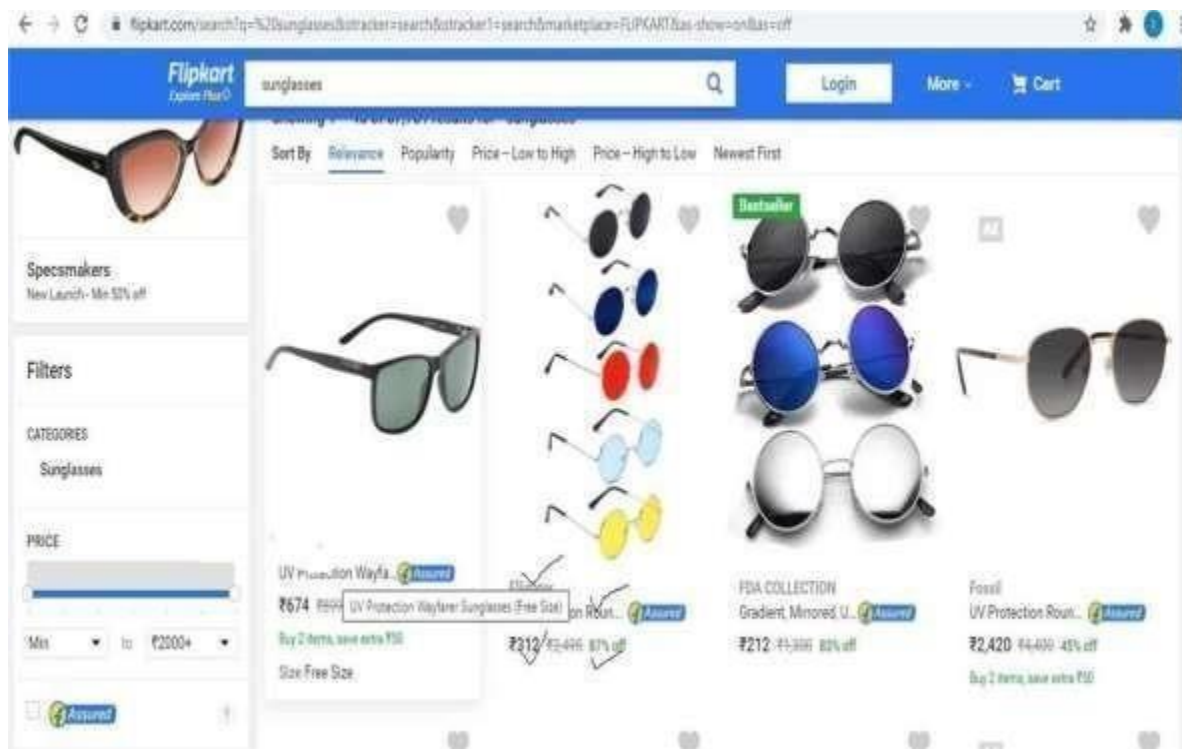 flipkart.com/search?q=%20sunglasses&otracker=search&otracker1=search&marketplace=FLIPKART&as-show=on&as=off
Flipkart
Explore Plus
sunglasses
Login
More
Cart
Sort By Relevance Popularity Price – Low to High Price – High to Low Newest First
Specsmakers
New Launch - Min 50% off
Filters
CATEGORIES
Sunglasses
PRICE
Min to ₹2000+
Assured
Bestseller
UV Wayfa... Assured
₹674
UV Protection Wayfarer Sunglasses (Free Size)
Buy 2 items, save extra ₹50
Size Free Size
on Roun... Assured
₹312 87% off
FDA COLLECTION
Gradient, Mirrored, U... Assured
₹212 83% off
Ad
Fossil
UV Protection Roun... Assured
₹2,420 45% off
Buy 2 items, save extra ₹50